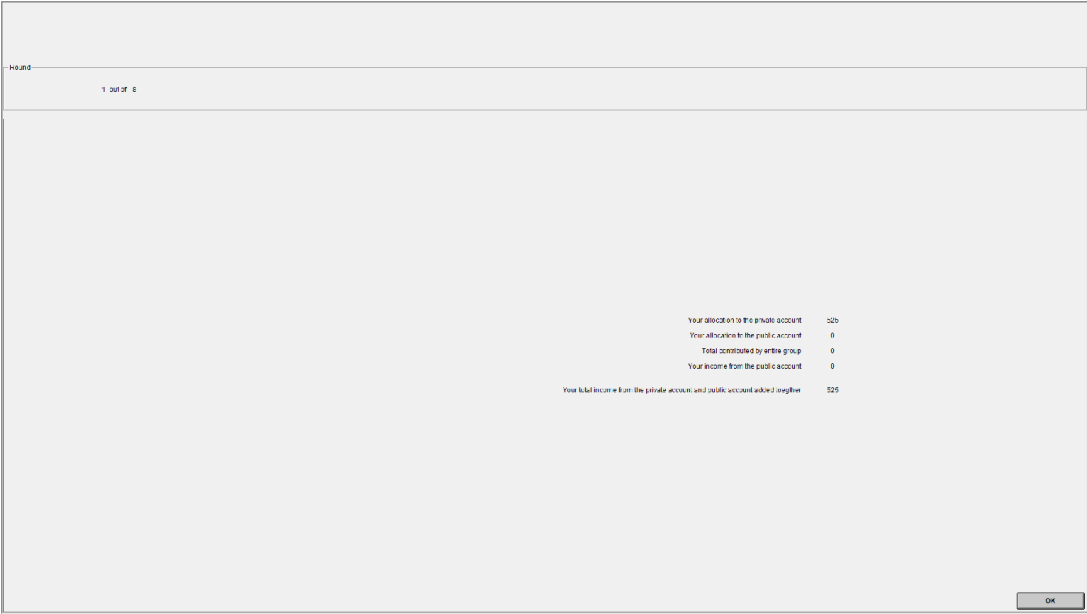 Round
1 out of 8
Your allocation to the private account 525
Your allocation to the public account 0
Total contributed by entire group 0
Your income from the public account 0
Your total income from the private account and public account added toegther 525
OK